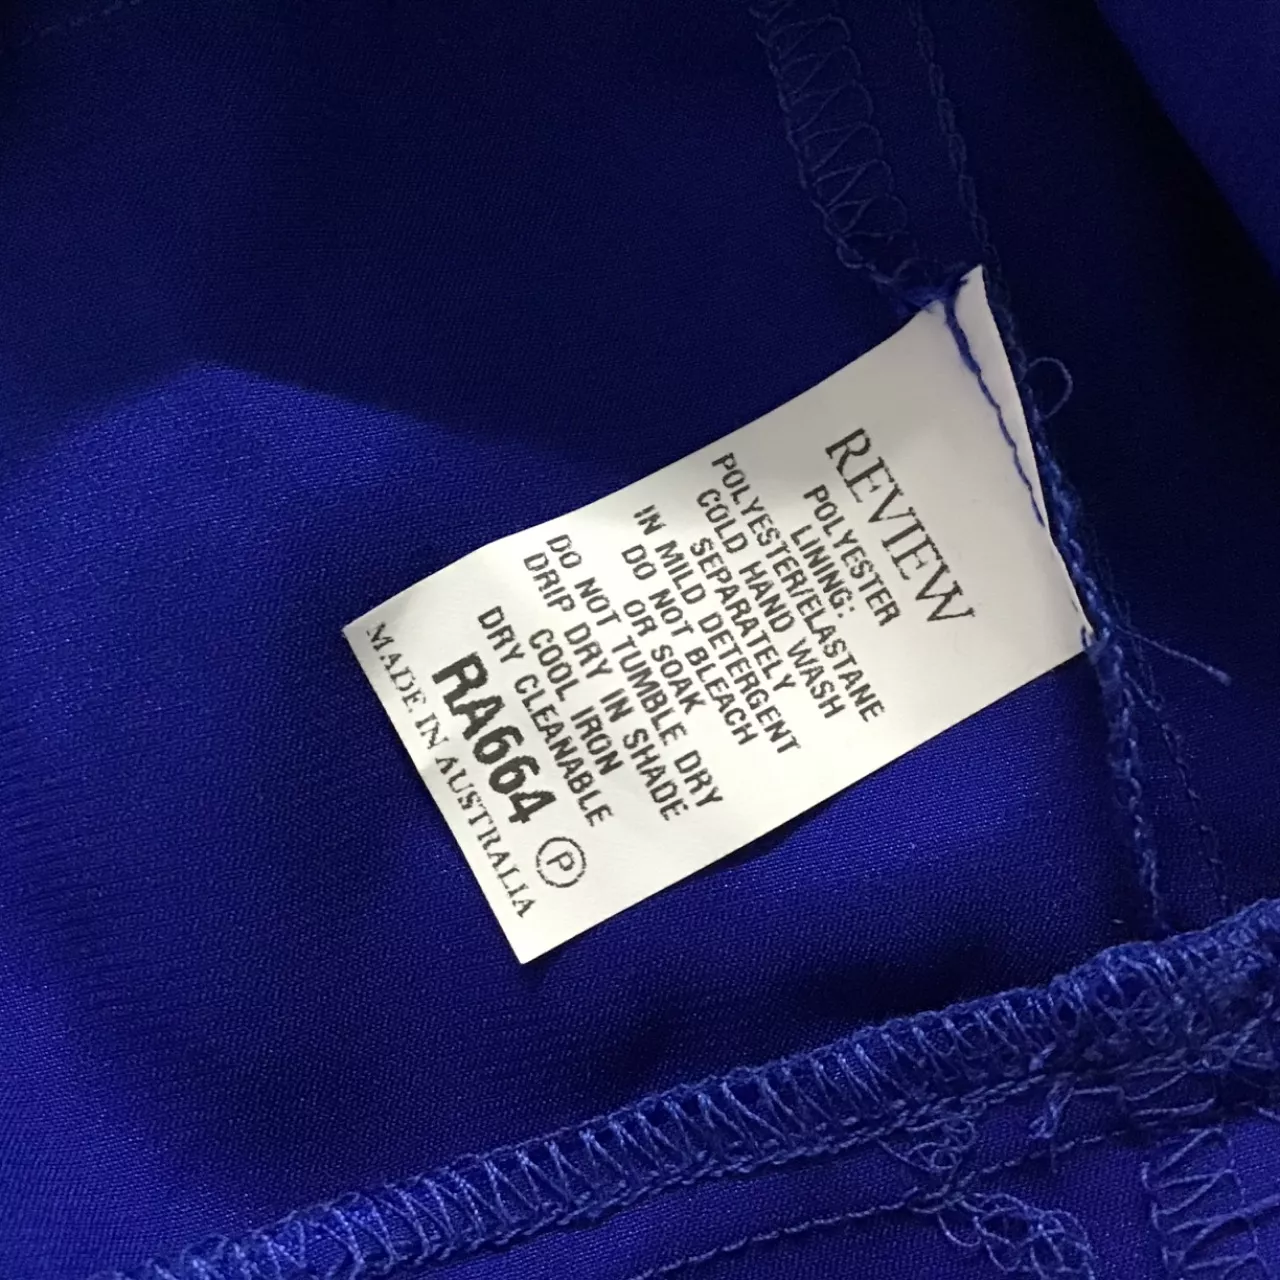 REVIEW
POLYESTER
LINING:
POLYESTER/ELASTANE
COLD HAND WASH
SEPARATELY
IN MILD DETERGENT
DO NOT BLEACH
OR SOAK
DO NOT TUMBLE DRY
DRIP DRY IN SHADE
COOL IRON
DRY CLEANABLE
RA664 P
MADE IN AUSTRALIA